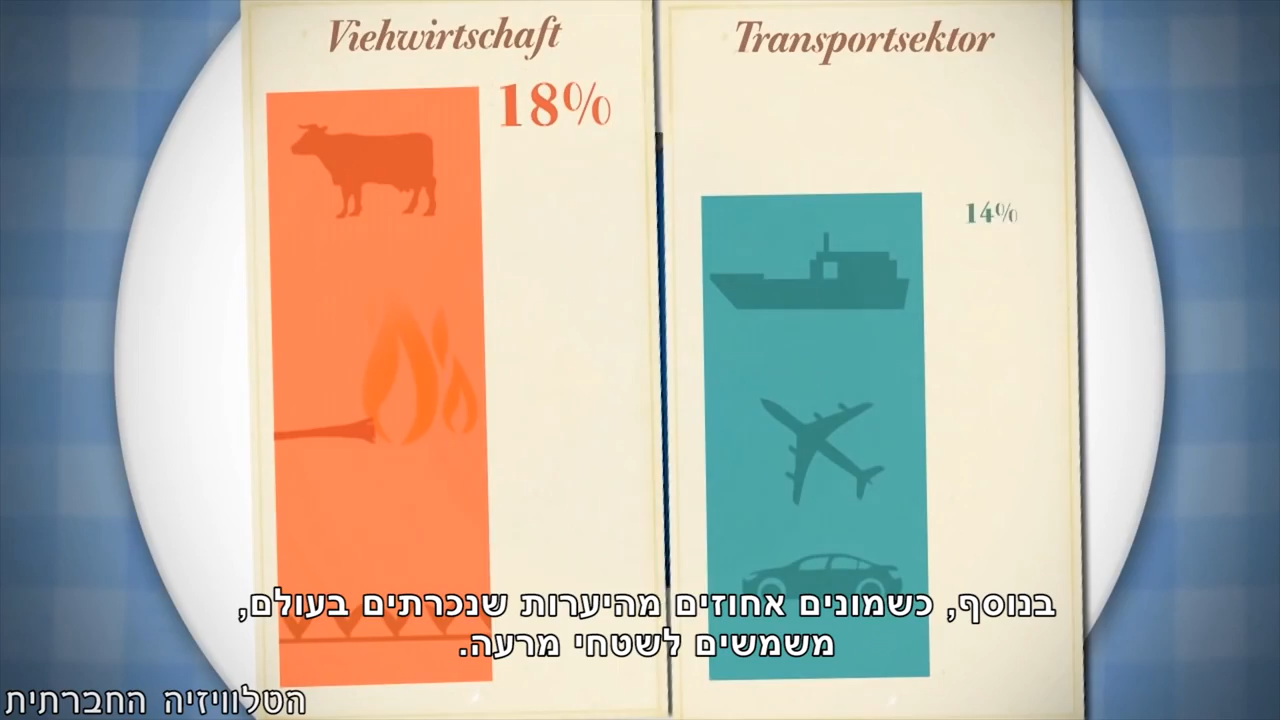 Viehwirtschaft
18%
Transportsektor
14%
בנוסף, כשמונים אחוזים מהיערות שנכרתים בעולם,
משמשים לשטחי מרעה.
הטלוויזיה החברתית